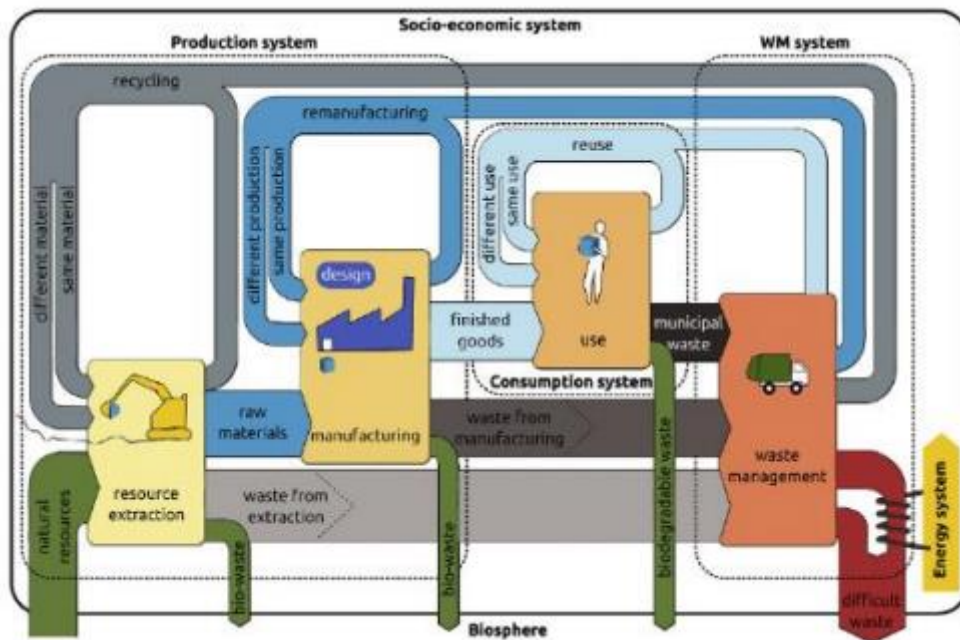 Socio-economic system
Production system
WM system
recycling
remanufacturing
reuse
different material
same material
different production
same production
different use
same use
design
finished
goods
use
municipal
waste
Consumption system
raw
materials
manufacturing
waste from
manufacturing
waste
management
resource
extraction
waste from
extraction
natural
resources
bio-waste
bio-waste
biodegradable waste
Energy system
difficult
waste
Biosphere